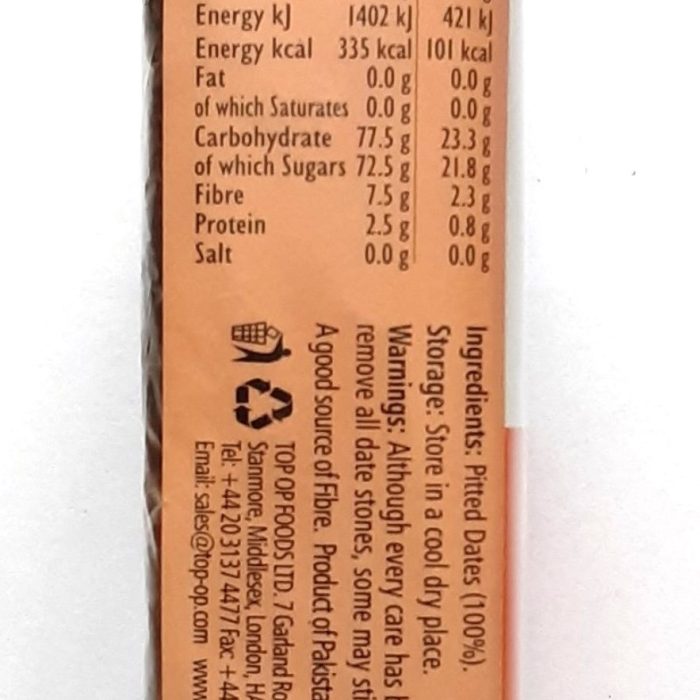 Energy kJ 1402 kJ 421 kJ
Energy kcal 335 kcal 101 kcal
Fat 0.0 g 0.0 g
of which Saturates 0.0 g 0.0 g
Carbohydrate 77.5 g 23.3 g
of which Sugars 72.5 g 21.8 g
Fibre 7.5 g 2.3 g
Protein 2.5 g 0.8 g
Salt 0.0 g 0.0 g
Ingredients: Pitted Dates (100%).
Storage: Store in a cool dry place.
Warnings: Although every care has
remove all date stones, some may
A good source of Fibre. Product of
TOP OP FOODS LTD. 7 Garland
Stanmore, Middlesex, London,
Tel: +44 20 3137 4477 Fax: +44
Email: sales@top-op.com www